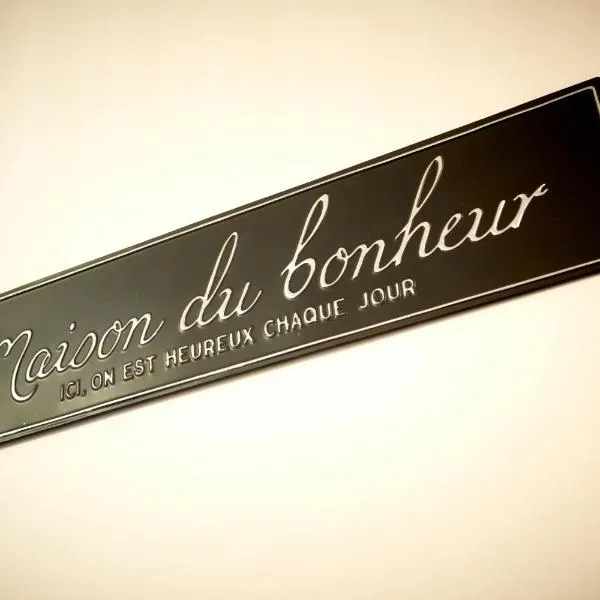 Maison du bonheur
ICI, ON EST HEUREUX CHAQUE JOUR